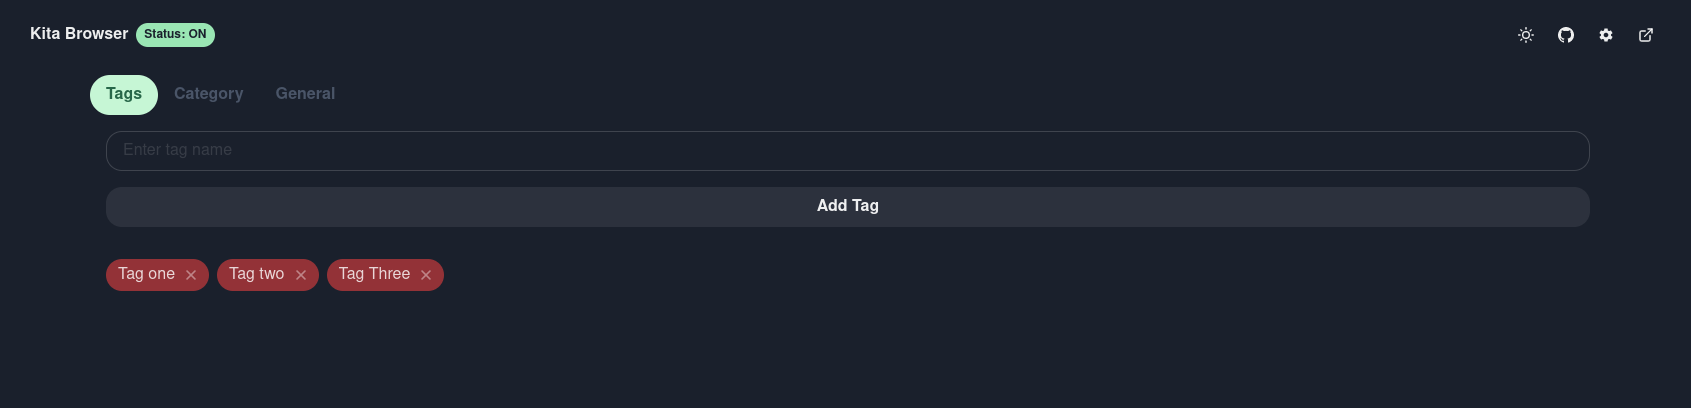 Kita Browser Status: ON
Tags Category General
Enter tag name
Add Tag
Tag one Tag two Tag Three